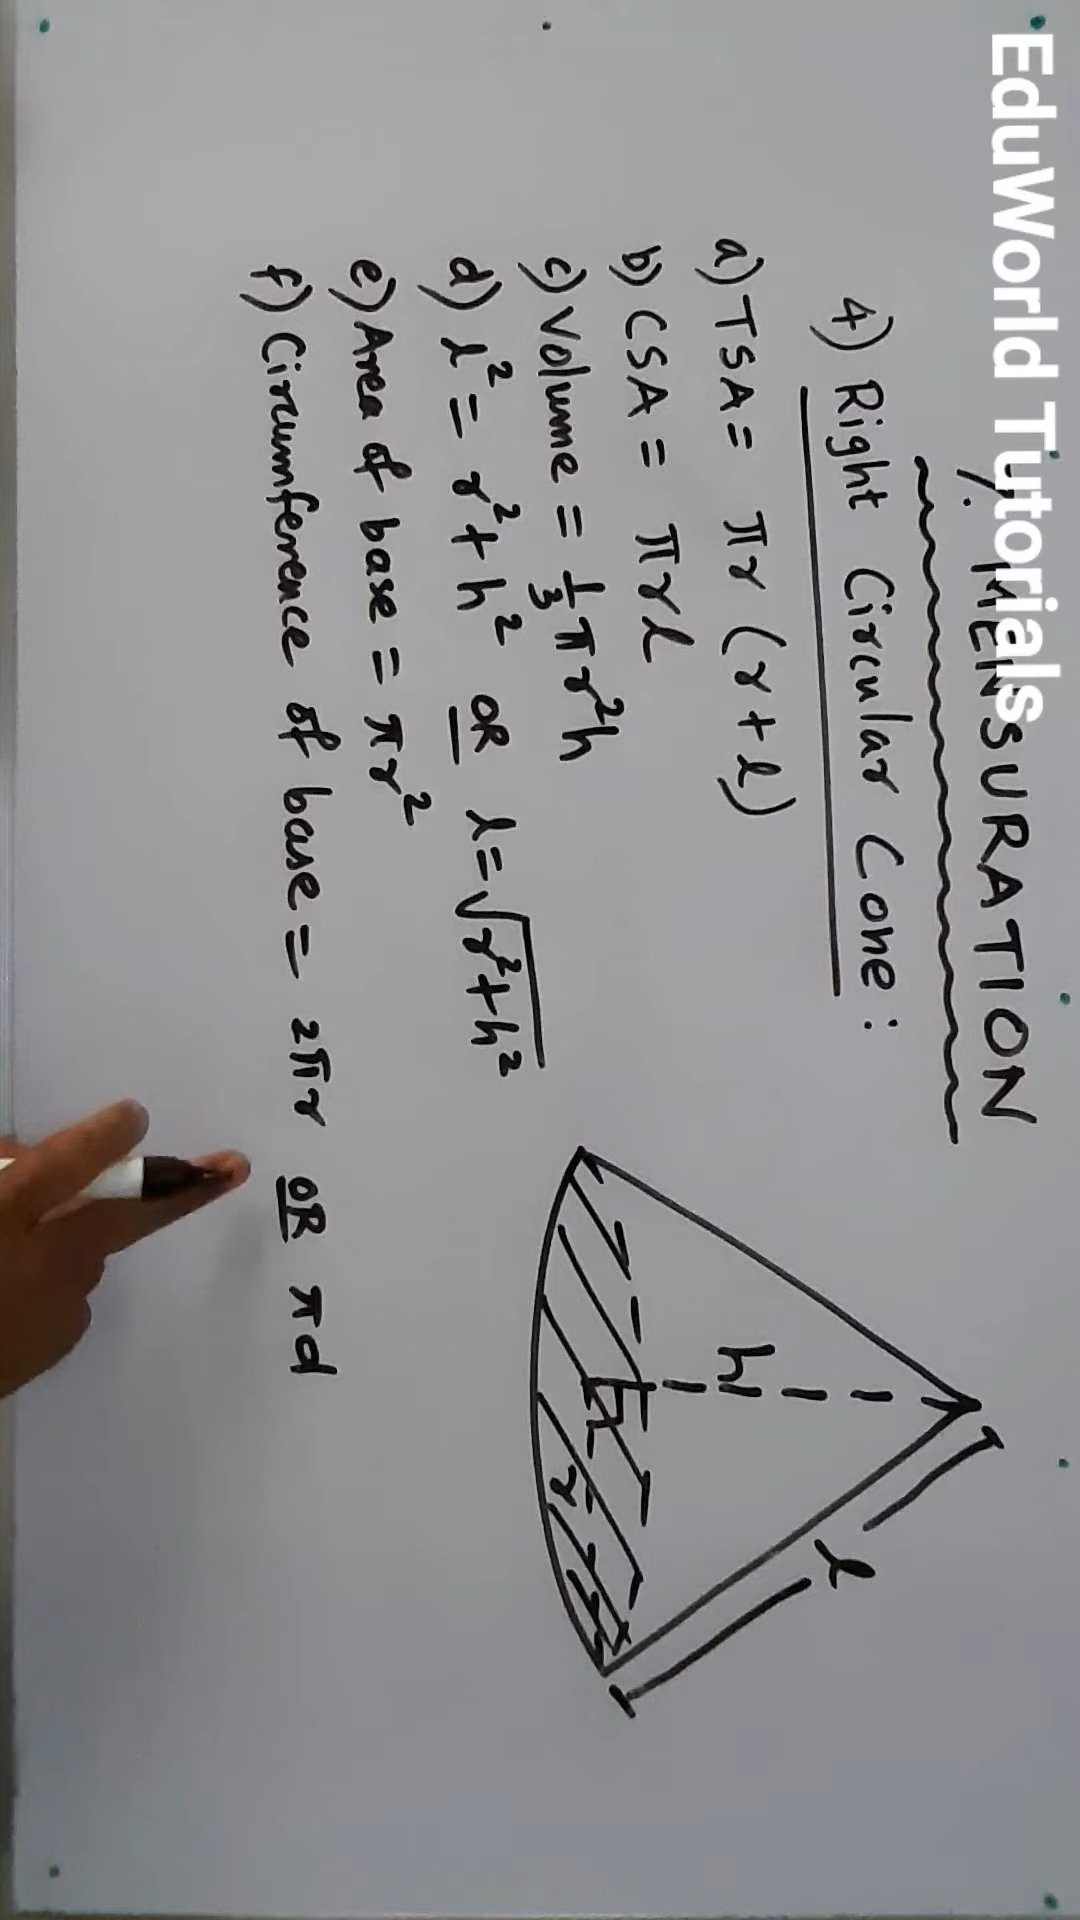 EduWorld Tutorials
7. MENSURATION
4) Right Circular Cone :
a) TSA = πr (r + l)
b) CSA = πrl
c) Volume = 1/3 πr²h
d) l² = r² + h² OR l = √r² + h²
e) Area of base = πr²
f) Circumference of base = 2πr OR πd
h
l
r